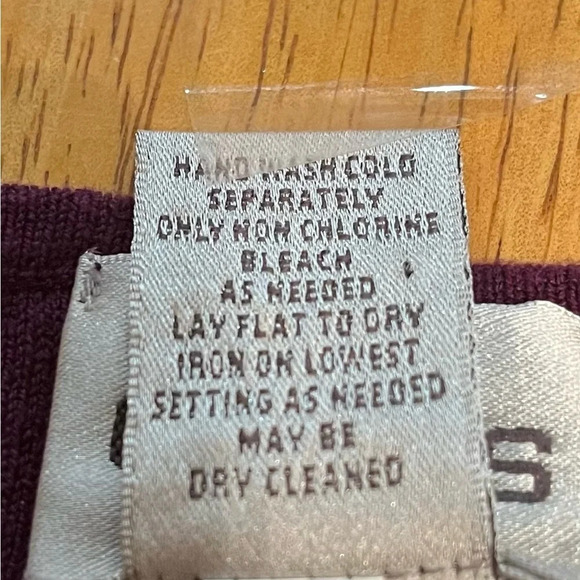 HAND WASH COLD
SEPARATELY
ONLY NON CHLORINE
BLEACH
AS NEEDED
LAY FLAT TO DRY
IRON ON LOWEST
SETTING AS NEEDED
MAY BE
DRY CLEANED
S